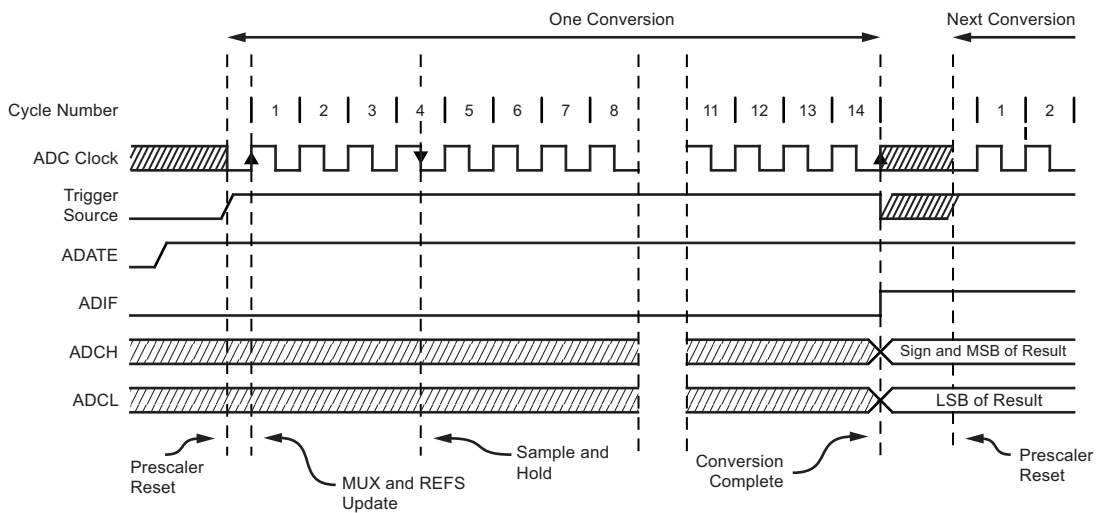 One Conversion
Next Conversion
Cycle Number
1 2 3 4 5 6 7 8 11 12 13 14 1 2
ADC Clock
Trigger
Source
ADATE
ADIF
ADCH
Sign and MSB of Result
ADCL
LSB of Result
Prescaler
Reset
MUX and REFS
Update
Sample and
Hold
Conversion
Complete
Prescaler
Reset